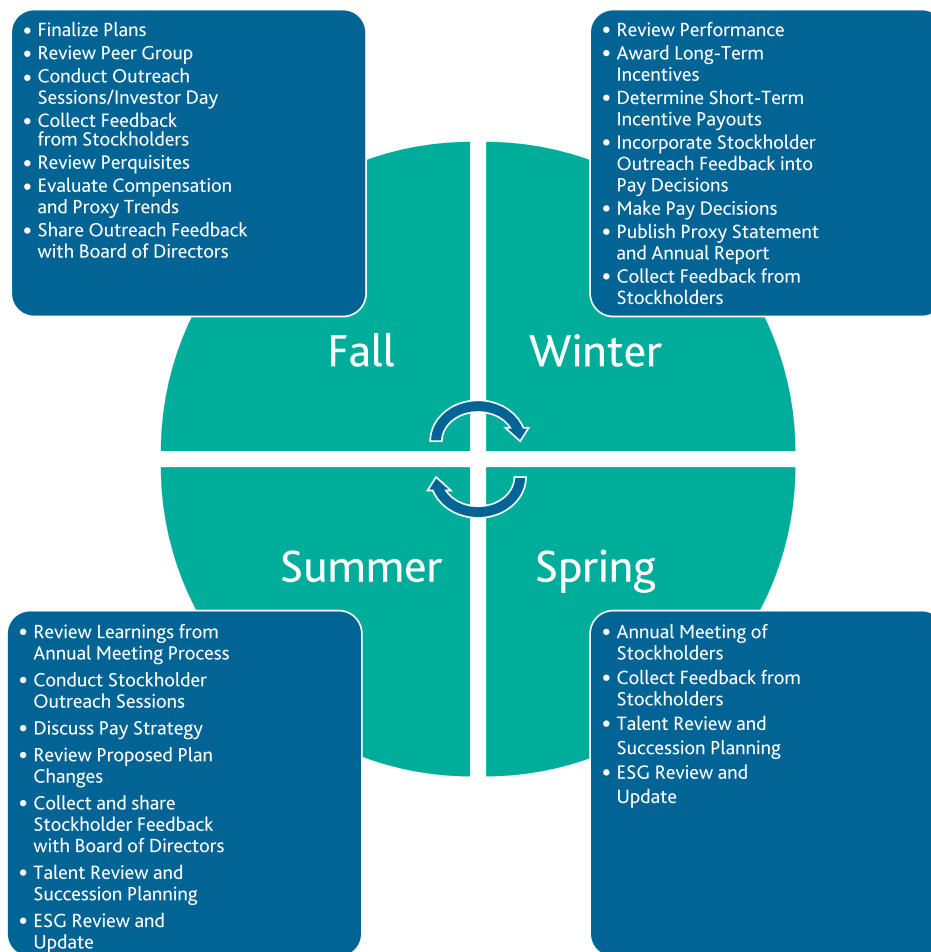 • Finalize Plans
• Review Peer Group
• Conduct Outreach
Sessions/Investor Day
• Collect Feedback
from Stockholders
• Review Perquisites
• Evaluate Compensation
and Proxy Trends
• Share Outreach Feedback
with Board of Directors
• Review Performance
• Award Long-Term
Incentives
• Determine Short-Term
Incentive Payouts
• Incorporate Stockholder
Outreach Feedback into
Pay Decisions
• Make Pay Decisions
• Publish Proxy Statement
and Annual Report
• Collect Feedback from
Stockholders
Fall
Winter
Summer
Spring
• Review Learnings from
Annual Meeting Process
• Conduct Stockholder
Outreach Sessions
• Discuss Pay Strategy
• Review Proposed Plan
Changes
• Collect and share
Stockholder Feedback
with Board of Directors
• Talent Review and
Succession Planning
• ESG Review and
Update
• Annual Meeting of
Stockholders
• Collect Feedback from
Stockholders
• Talent Review and
Succession Planning
• ESG Review and
Update